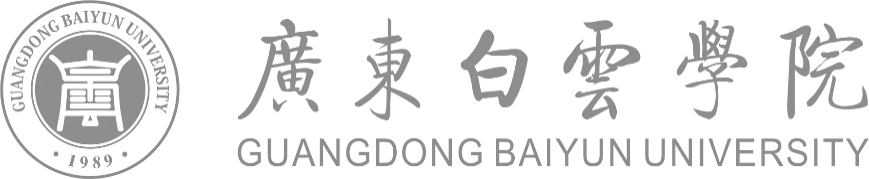 GUANGDONG BAIYUN UNIVERSITY
· 1989 ·
廣東白雲學院
GUANGDONG BAIYUN UNIVERSITY